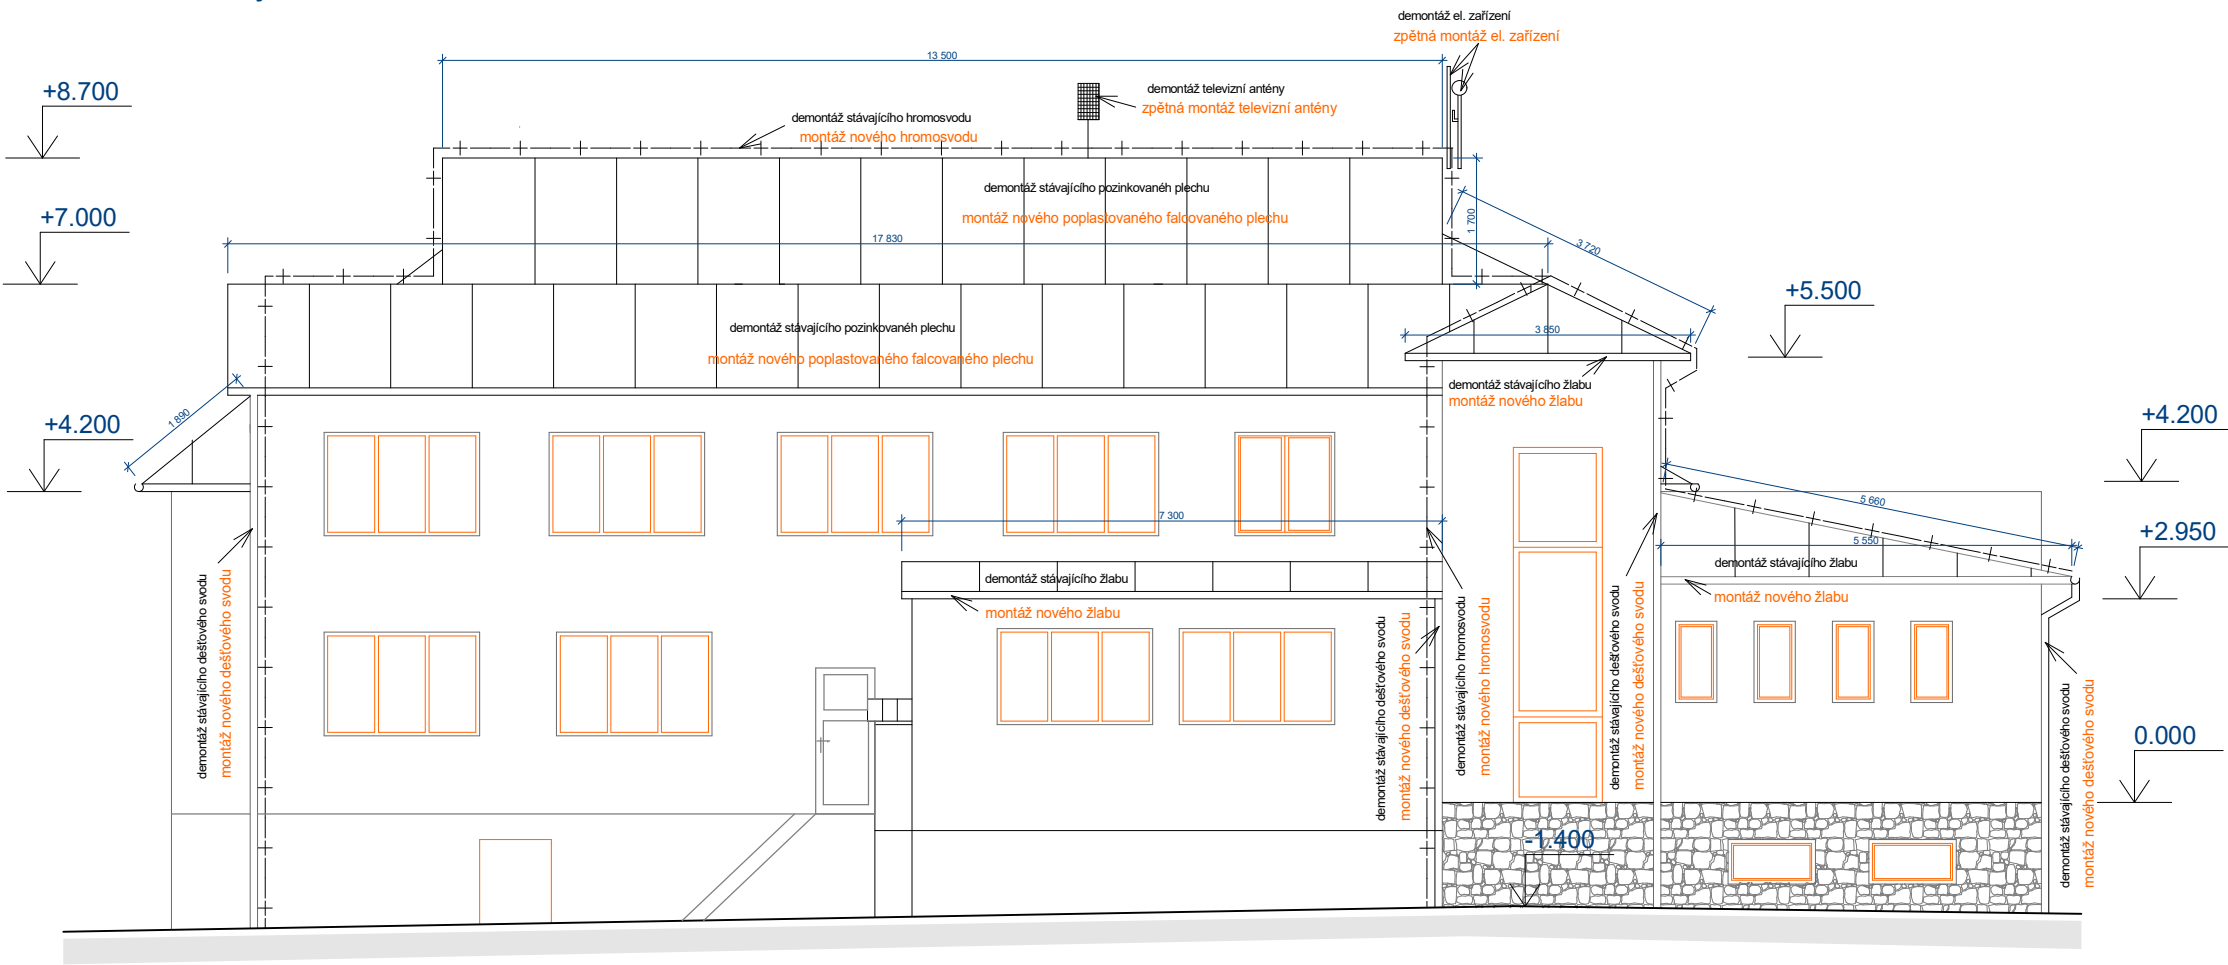 demontáž el. zařízení
zpětná montáž el. zařízení
13 500
+8.700
demontáž televizní antény
zpětná montáž televizní antény
demontáž stávajícího hromosvodu
montáž nového hromosvodu
demontáž stávajícího pozinkovanéh plechu
montáž nového poplastovaného falcovaného plechu
+7.000
1 700
3 720
17 830
+5.500
demontáž stávajícího pozinkovanéh plechu
montáž nového poplastovaného falcovaného plechu
3 850
demontáž stávajícího žlabu
montáž nového žlabu
1 890
+4.200
+4.200
5 660
7 300
+2.950
5 550
demontáž stávajícího žlabu
montáž nového žlabu
demontáž stávajícího žlabu
montáž nového žlabu
demontáž stávajícího dešťového svodu
montáž nového dešťového svodu
demontáž stávajícího dešťového svodu
montáž nového dešťového svodu
demontáž stávajícího hromosvodu
montáž nového hromosvodu
demontáž stávajícího dešťového svodu
montáž nového dešťového svodu
demontáž stávajícího dešťového svodu
montáž nového dešťového svodu
0.000
-1.400